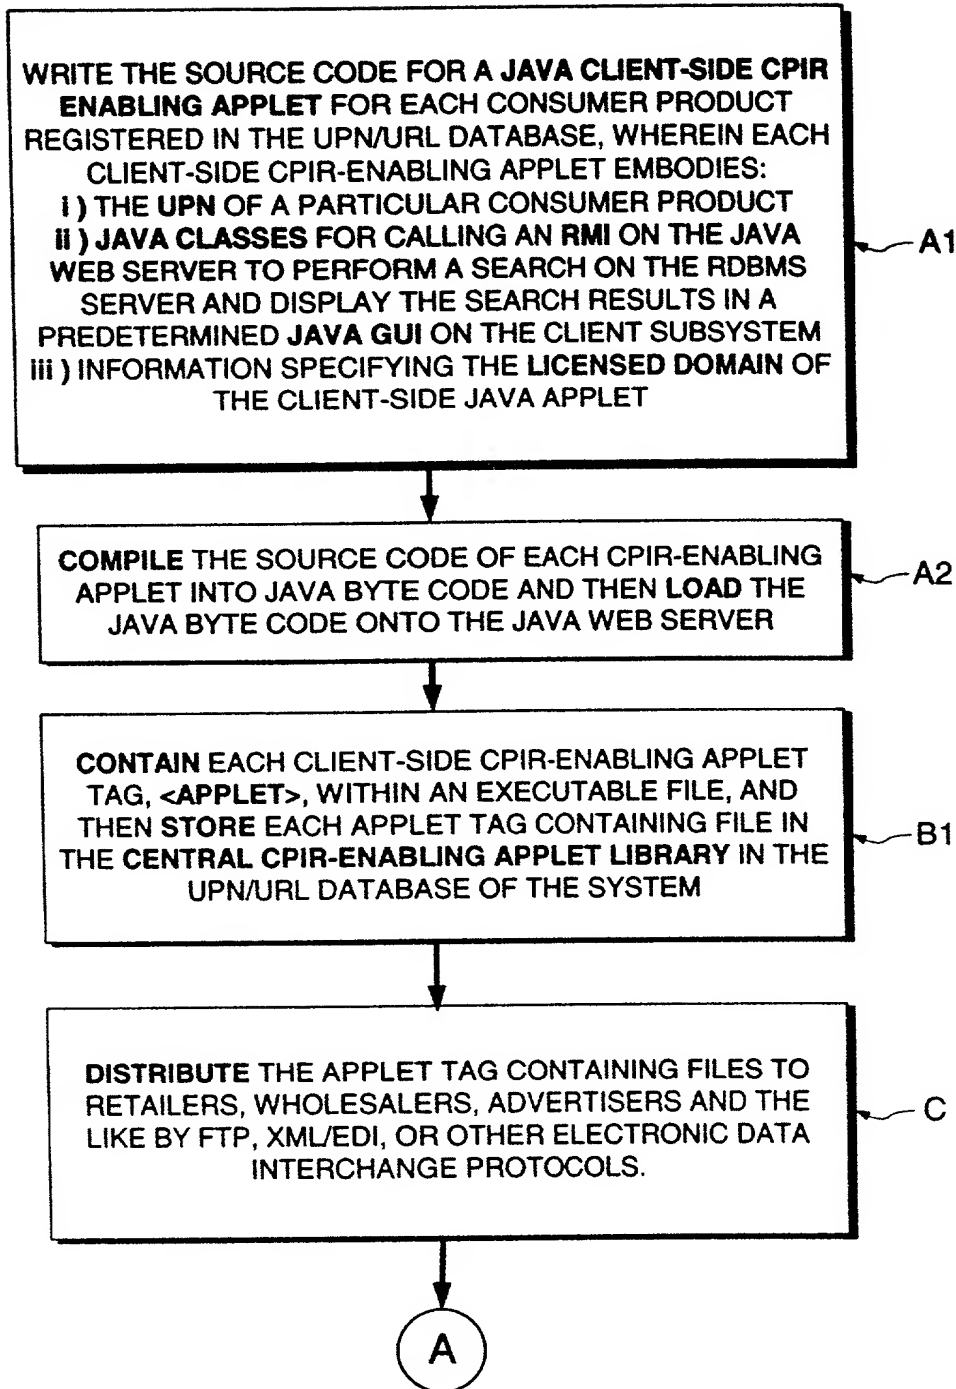 WRITE THE SOURCE CODE FOR A JAVA CLIENT-SIDE CPIR
ENABLING APPLET FOR EACH CONSUMER PRODUCT
REGISTERED IN THE UPN/URL DATABASE, WHEREIN EACH
CLIENT-SIDE CPIR-ENABLING APPLET EMBODIES:
i ) THE UPN OF A PARTICULAR CONSUMER PRODUCT
ii ) JAVA CLASSES FOR CALLING AN RMI ON THE JAVA
WEB SERVER TO PERFORM A SEARCH ON THE RDBMS
SERVER AND DISPLAY THE SEARCH RESULTS IN A
PREDETERMINED JAVA GUI ON THE CLIENT SUBSYSTEM
iii ) INFORMATION SPECIFYING THE LICENSED DOMAIN OF
THE CLIENT-SIDE JAVA APPLET
A1
COMPILE THE SOURCE CODE OF EACH CPIR-ENABLING
APPLET INTO JAVA BYTE CODE AND THEN LOAD THE
JAVA BYTE CODE ONTO THE JAVA WEB SERVER
A2
CONTAIN EACH CLIENT-SIDE CPIR-ENABLING APPLET
TAG, <APPLET>, WITHIN AN EXECUTABLE FILE, AND
THEN STORE EACH APPLET TAG CONTAINING FILE IN
THE CENTRAL CPIR-ENABLING APPLET LIBRARY IN THE
UPN/URL DATABASE OF THE SYSTEM
B1
DISTRIBUTE THE APPLET TAG CONTAINING FILES TO
RETAILERS, WHOLESALERS, ADVERTISERS AND THE
LIKE BY FTP, XML/EDI, OR OTHER ELECTRONIC DATA
INTERCHANGE PROTOCOLS.
C
A